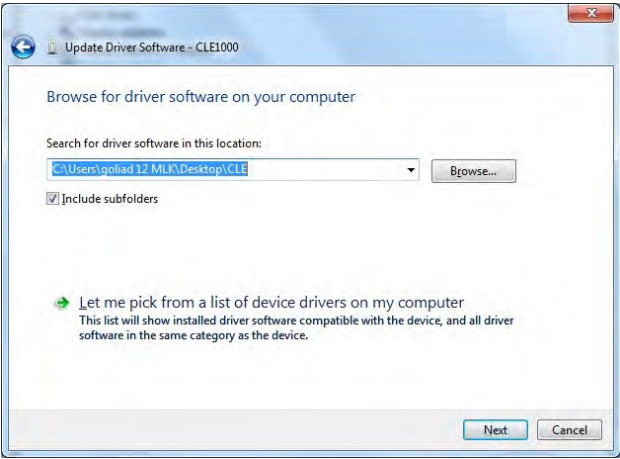 Update Driver Software - CLE1000
Browse for driver software on your computer
Search for driver software in this location:
C:\Users\goliad 12 MLK\Desktop\CLE
Browse...
Include subfolders
Let me pick from a list of device drivers on my computer
This list will show installed driver software compatible with the device, and all driver
software in the same category as the device.
Next
Cancel